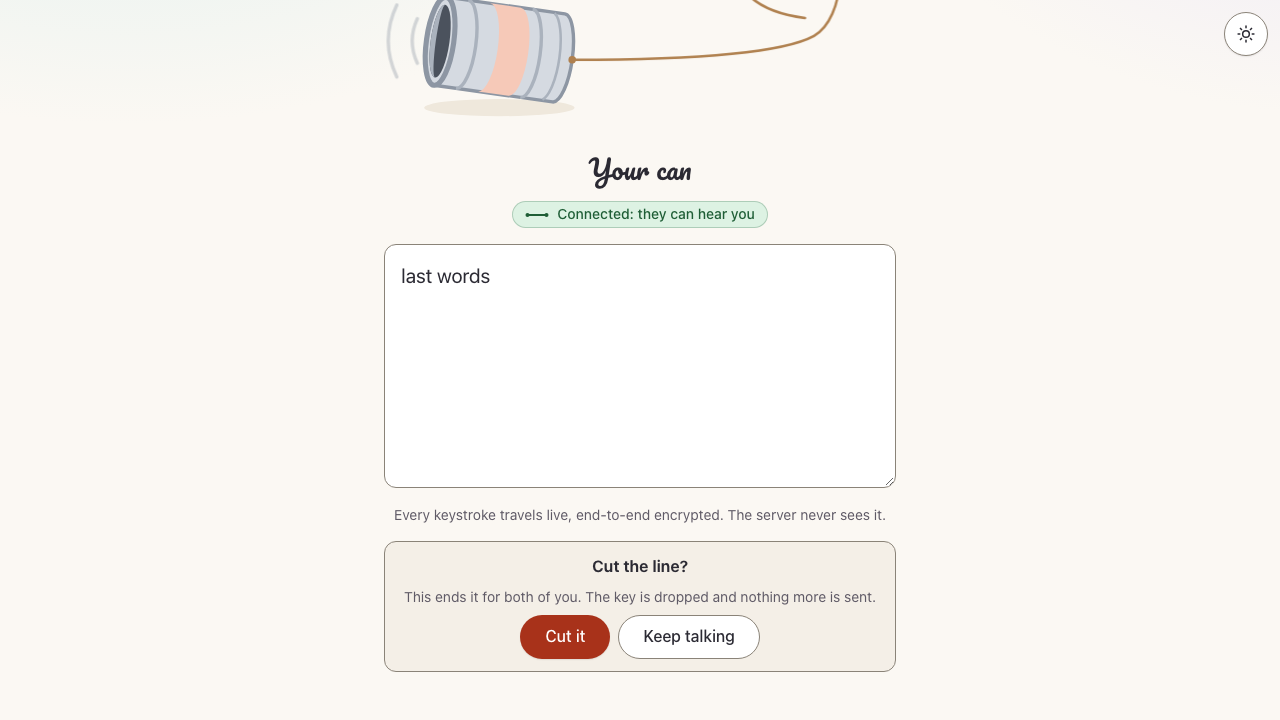 Your can
Connected: they can hear you
last words
Every keystroke travels live, end-to-end encrypted. The server never sees it.
Cut the line?
This ends it for both of you. The key is dropped and nothing more is sent.
Cut it
Keep talking